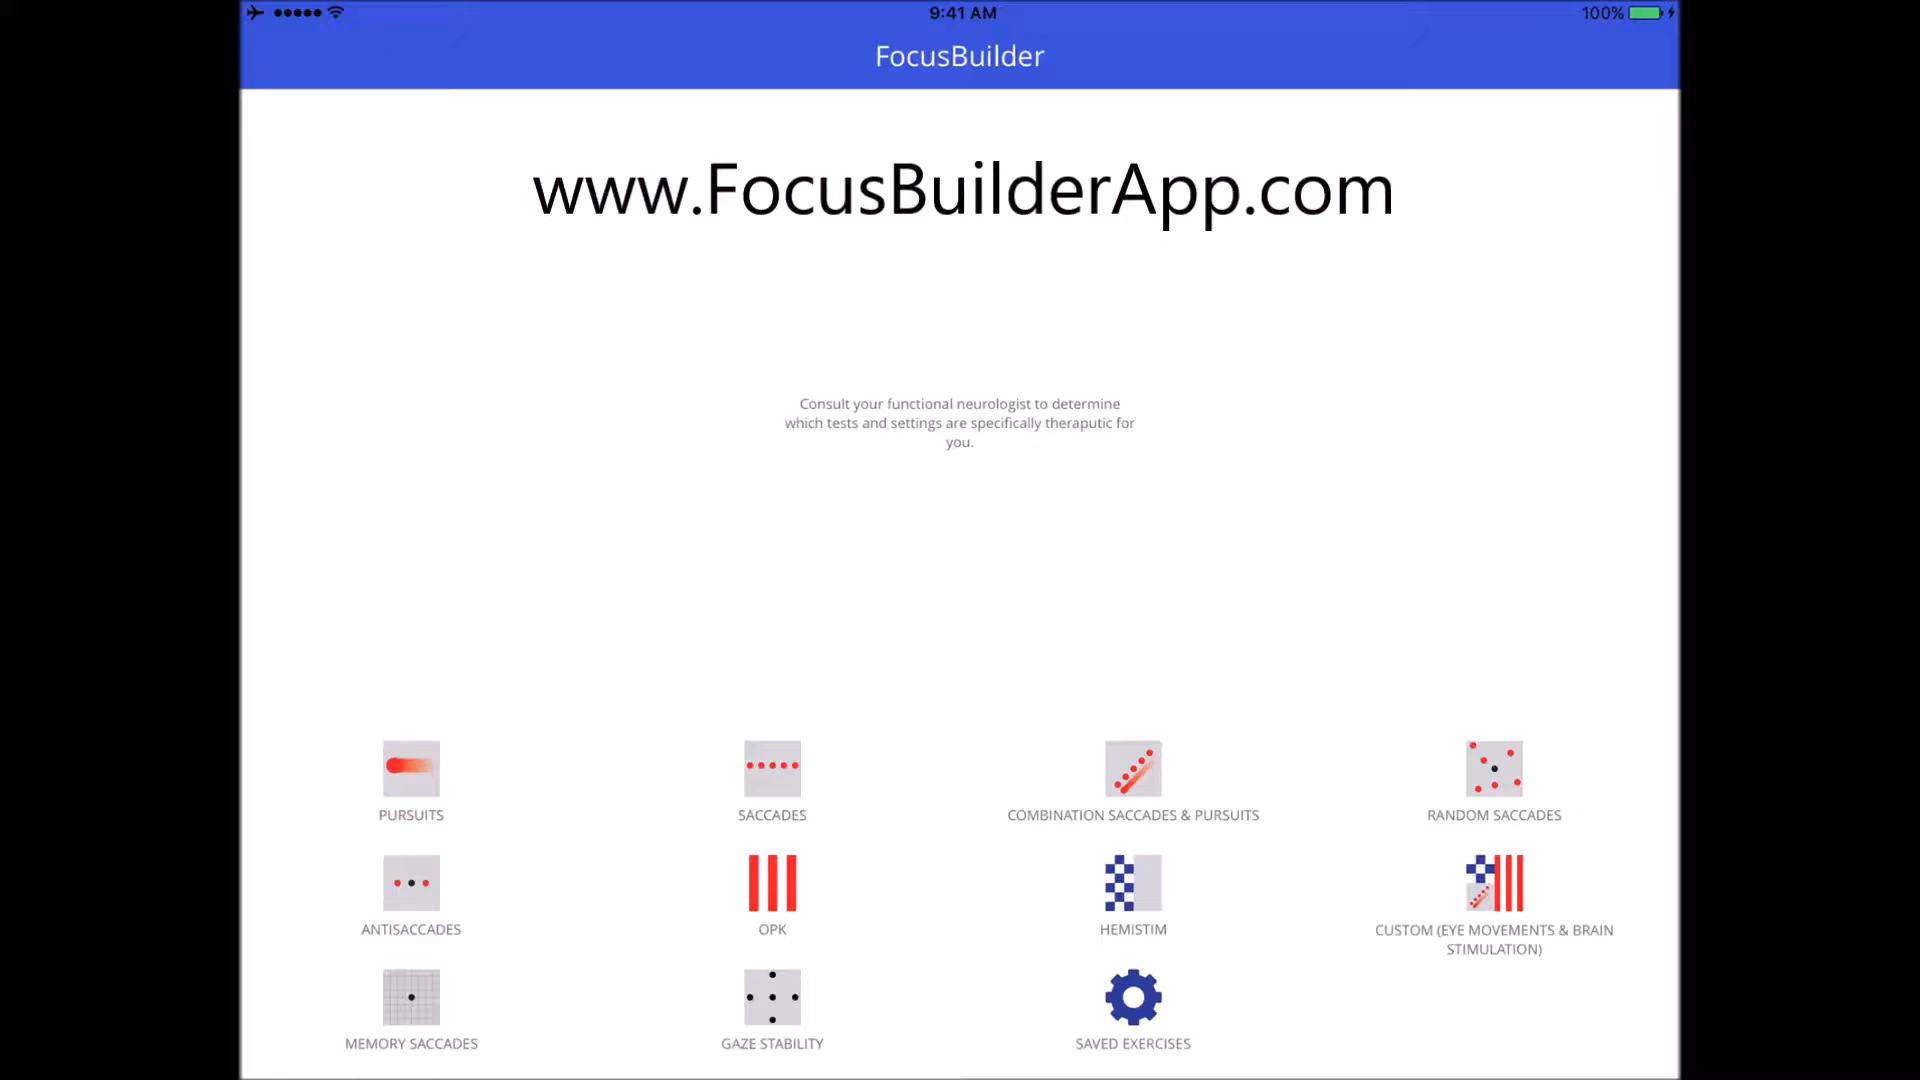 9:41 AM
100%
FocusBuilder
www.FocusBuilderApp.com
Consult your functional neurologist to determine
which tests and settings are specifically theraputic for
you.
PURSUITS
SACCADES
COMBINATION SACCADES & PURSUITS
RANDOM SACCADES
ANTISACCADES
OPK
HEMISTIM
CUSTOM (EYE MOVEMENTS & BRAIN
STIMULATION)
MEMORY SACCADES
GAZE STABILITY
SAVED EXERCISES